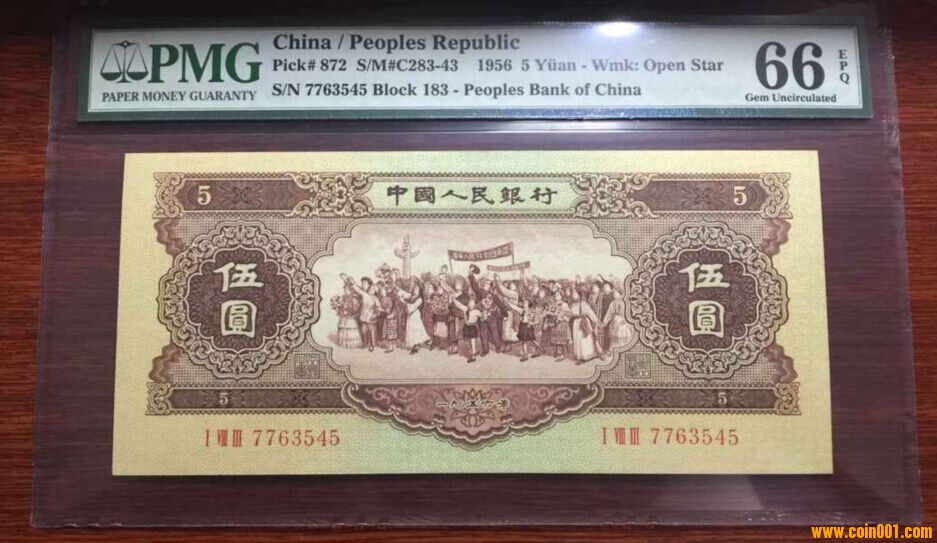 PMG
PAPER MONEY GUARANTY
China / Peoples Republic
Pick# 872 S/M#C283-43 1956 5 Yüan - Wmk: Open Star
S/N 7763545 Block 183 - Peoples Bank of China
66 EPQ
Gem Uncirculated
5 中國人民銀行 5
伍圓 伍圓
5 一九五六年 5
I VIII III 7763545 I VIII III 7763545
www.coin001.com